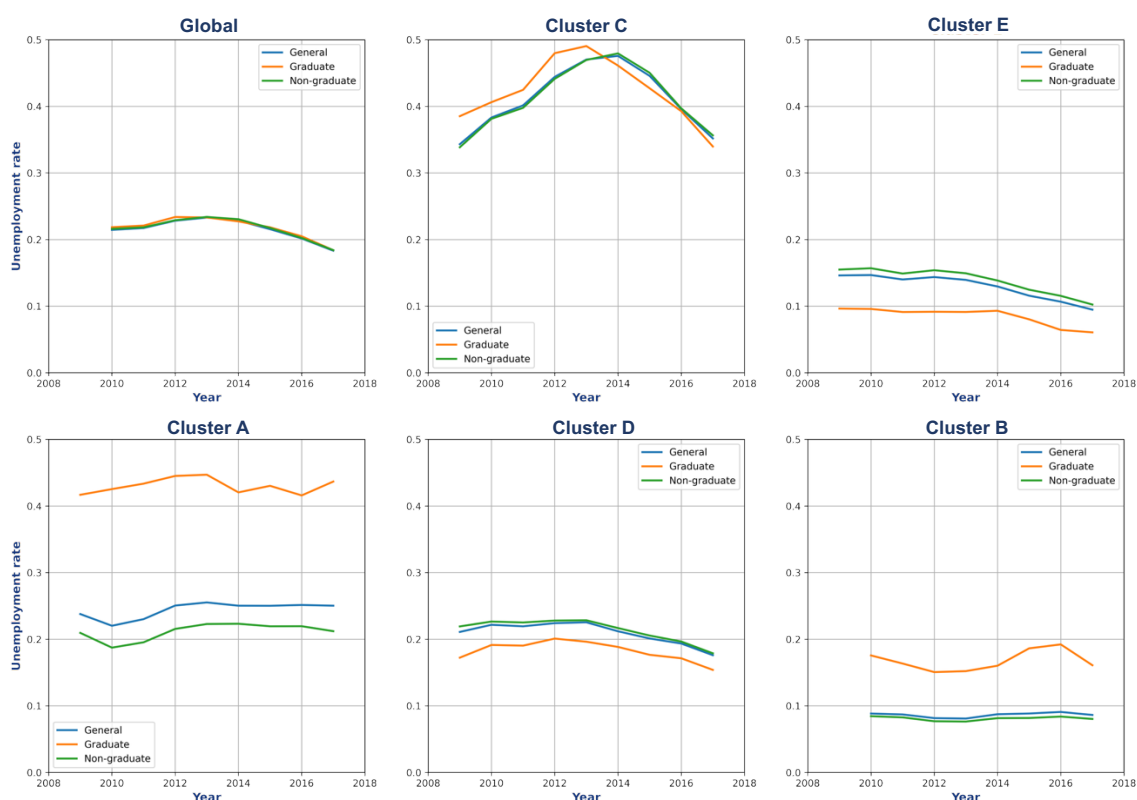 Global
Unemployment rate
0.5
0.4
0.3
0.2
0.1
0.0
General
Graduate
Non-graduate
2008 2010 2012 2014 2016 2018
Year
Cluster C
0.5
0.4
0.3
0.2
0.1
0.0
General
Graduate
Non-graduate
2008 2010 2012 2014 2016 2018
Year
Cluster E
0.5
0.4
0.3
0.2
0.1
0.0
General
Graduate
Non-graduate
2008 2010 2012 2014 2016 2018
Year
Cluster A
Unemployment rate
0.5
0.4
0.3
0.2
0.1
0.0
General
Graduate
Non-graduate
2008 2010 2012 2014 2016 2018
Year
Cluster D
0.5
0.4
0.3
0.2
0.1
0.0
General
Graduate
Non-graduate
2008 2010 2012 2014 2016 2018
Year
Cluster B
0.5
0.4
0.3
0.2
0.1
0.0
General
Graduate
Non-graduate
2008 2010 2012 2014 2016 2018
Year